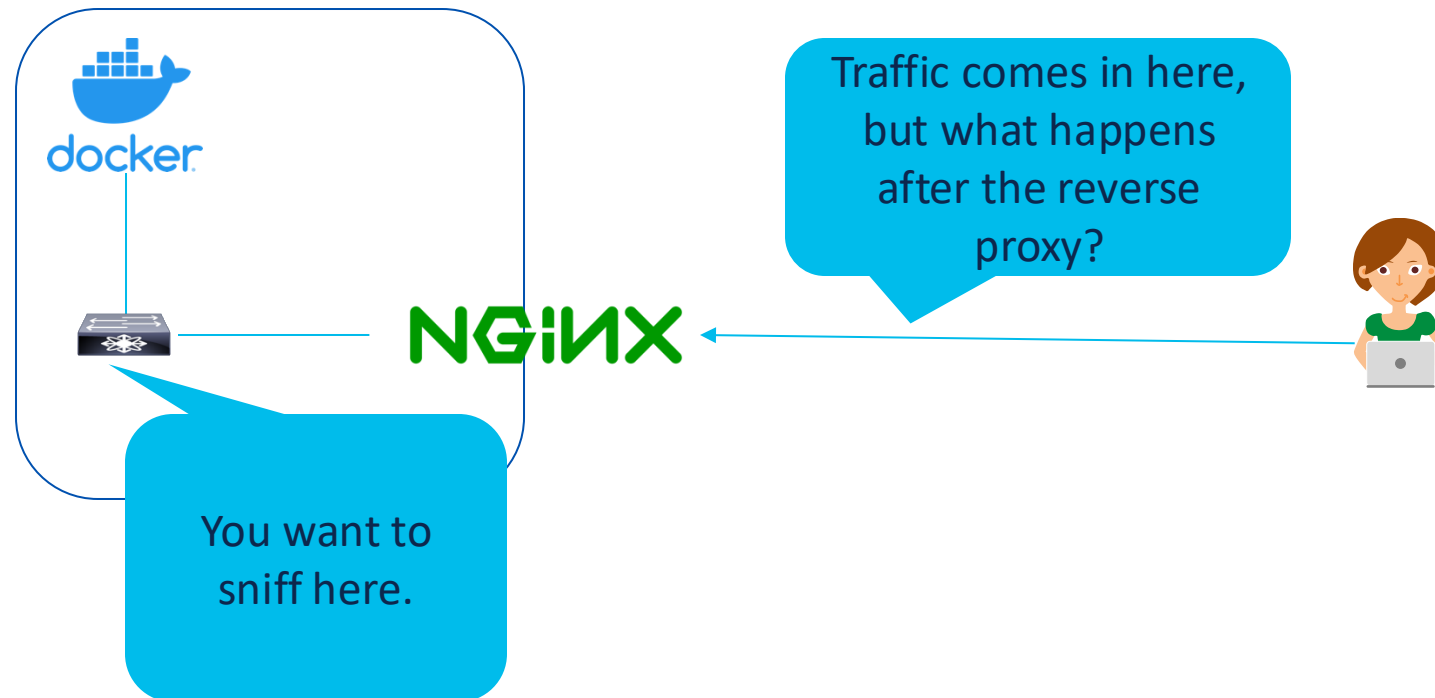 docker
Traffic comes in here,
but what happens
after the reverse
proxy?
NGiNX
You want to
sniff here.